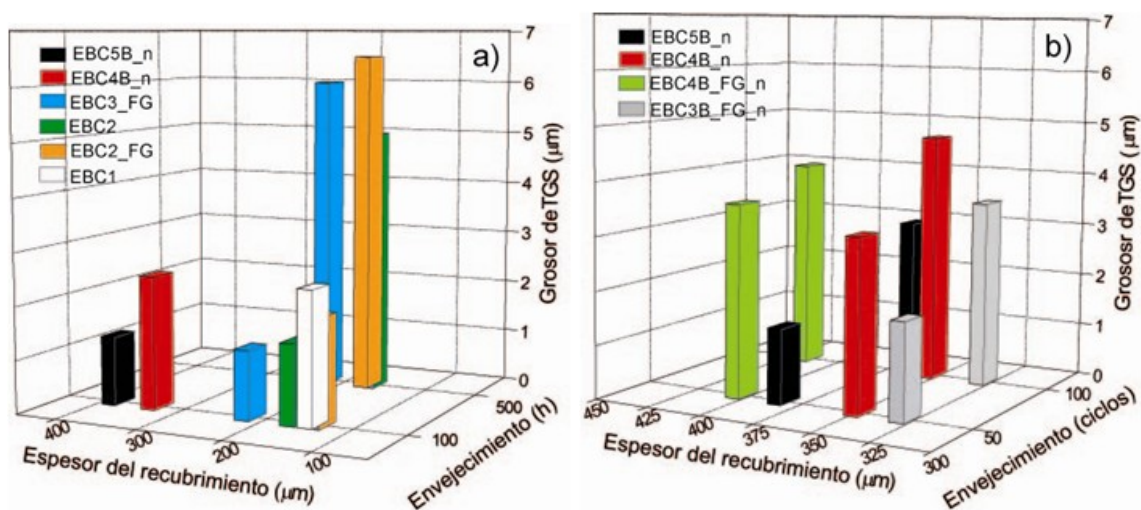 a)
EBC5B_n
EBC4B_n
EBC3_FG
EBC2
EBC2_FG
EBC1
7
6
5
4
3
2
1
0
Grosor deTGS (μm)
400
300
200
100
Espesor del recubrimiento (μm)
100
500
Envejecimiento (h)
b)
EBC5B_n
EBC4B_n
EBC4B_FG_n
EBC3B_FG_n
7
6
5
4
3
2
1
0
Grososr deTGS (μm)
450
425
400
375
350
325
300
Espesor del recubrimiento (μm)
50
100
Envejecimiento (ciclos)